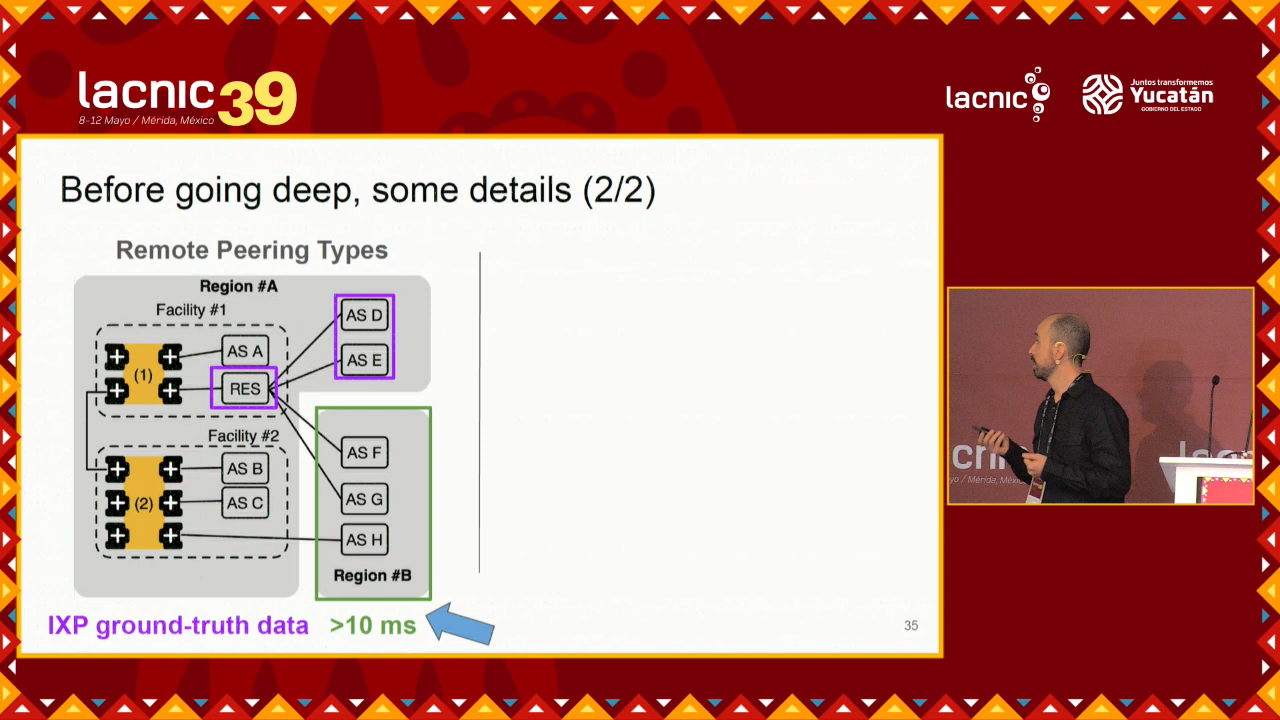 lacnic 39
8-12 Mayo / Mérida, México
lacnic
Juntos transformemos
Yucatán
GOBIERNO DEL ESTADO
Before going deep, some details (2/2)
Remote Peering Types
Region #A
Facility #1
AS D
AS A
(1)
AS E
RES
Facility #2
AS F
AS B
AS G
(2)
AS C
AS H
Region #B
IXP ground-truth data
>10 ms
35